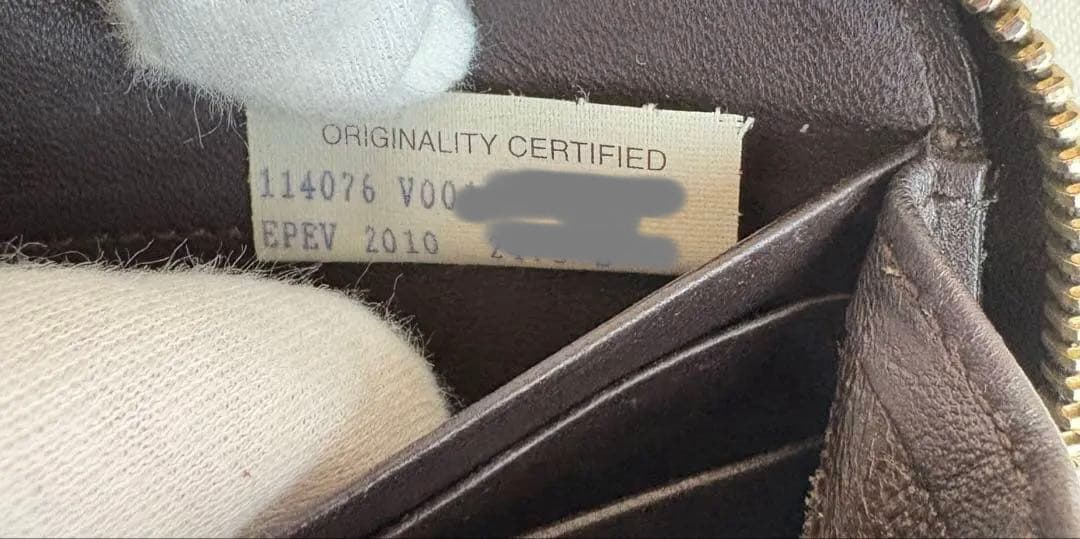 ORIGINALITY CERTIFIED
114076 V00
EPEV 2010